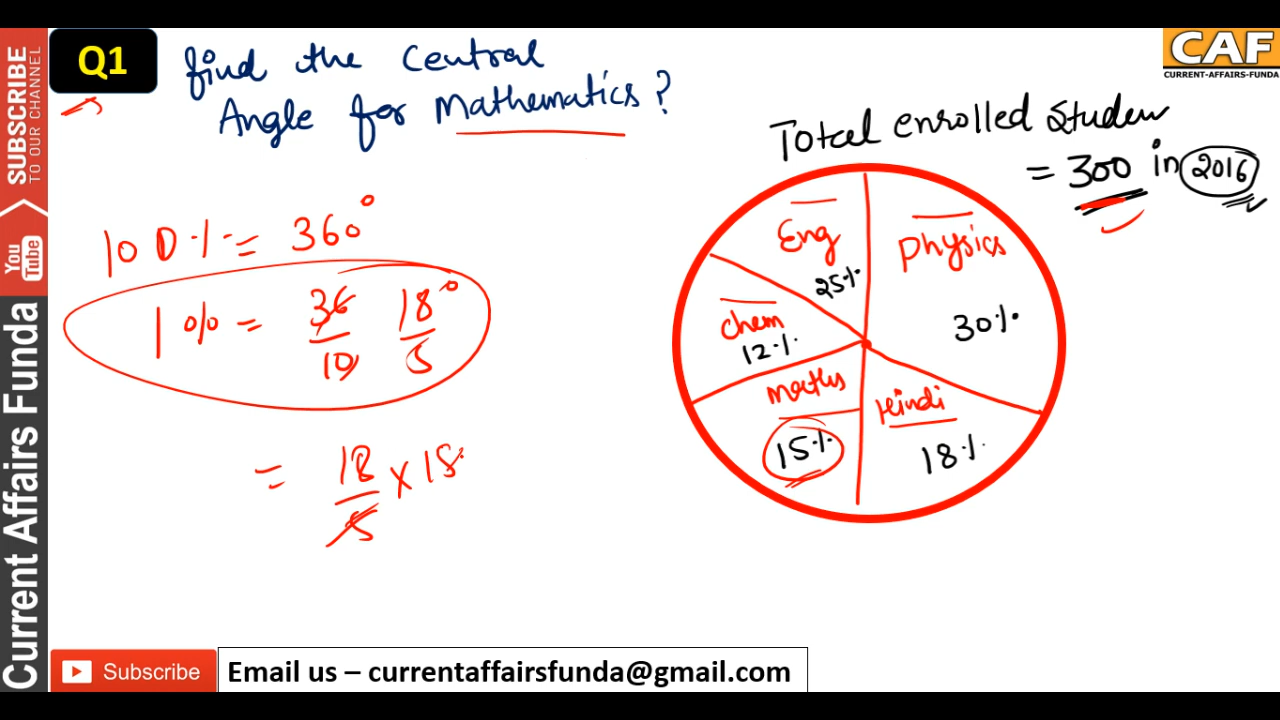 Q1
find the Central
Angle for Mathematics?
CAF
CURRENT-AFFAIRS-FUNDA
Total enrolled Studen
= 300 in 2016
100% = 360°
1% = 36/10 18°/5
= 18/5 × 18
Eng
25%
Physics
30%
Chem
12%
Maths
15%
Hindi
18%
SUBSCRIBE
TO OUR CHANNEL
You
Tube
Current Affairs Funda
Subscribe
Email us – currentaffairsfunda@gmail.com